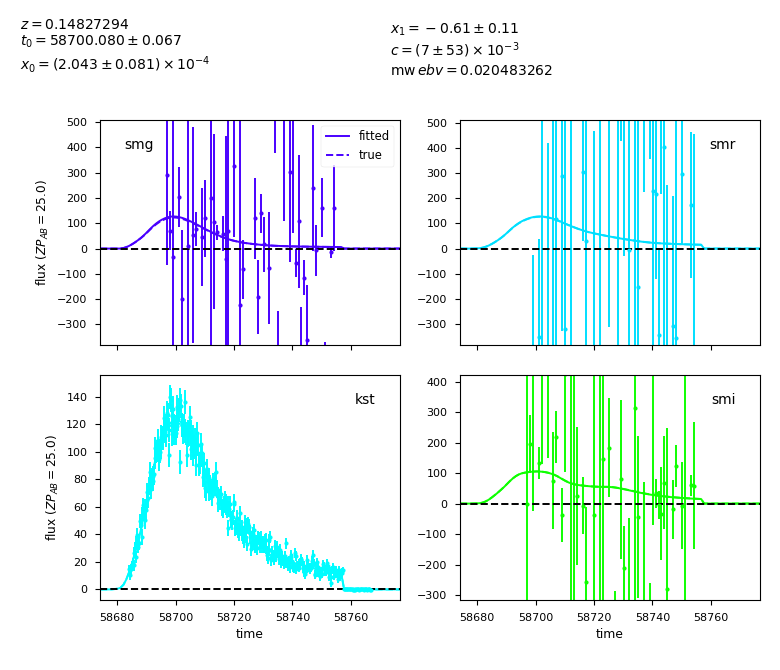 z = 0.14827294
t₀ = 58700.080 ± 0.067
x₀ = (2.043 ± 0.081) × 10⁻⁴
x₁ = −0.61 ± 0.11
c = (7 ± 53) × 10⁻³
mw ebv = 0.020483262
500
400
300
200
100
0
−100
−200
−300
flux (ZP_AB = 25.0)
smg
fitted
true
500
400
300
200
100
0
−100
−200
−300
smr
140
120
100
80
60
40
20
0
flux (ZP_AB = 25.0)
kst
58680 58700 58720 58740 58760
time
400
300
200
100
0
−100
−200
−300
smi
58680 58700 58720 58740 58760
time